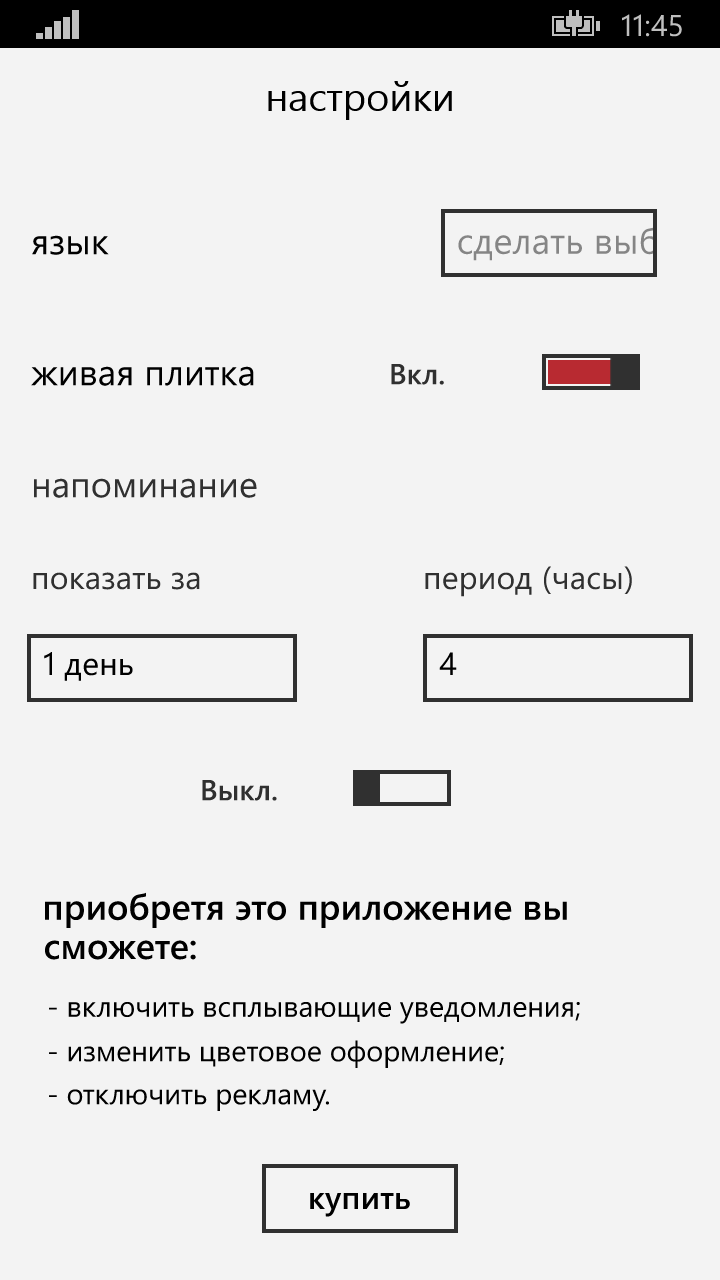 11:45
настройки
язык
сделать выб
живая плитка Вкл.
напоминание
показать за период (часы)
1 день 4
Выкл.
приобретя это приложение вы
сможете:
- включить всплывающие уведомления;
- изменить цветовое оформление;
- отключить рекламу.
купить